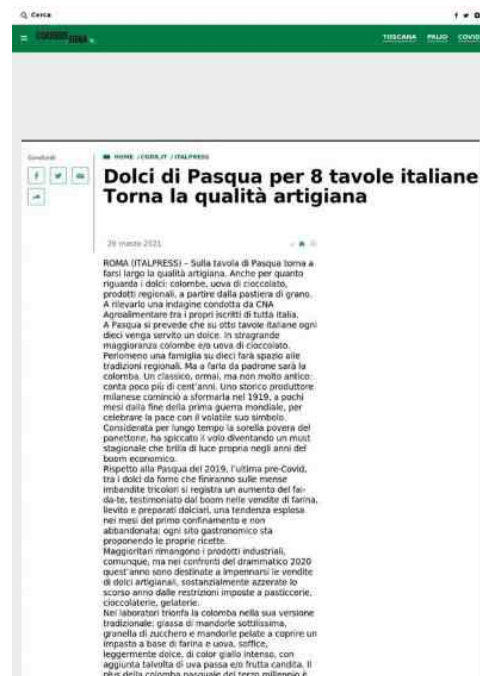 Cerca
CORRIERE SIENA
TOSCANA PALIO COVID
Condividi
HOME / CORR.IT / ITALPRESS
Dolci di Pasqua per 8 tavole italiane
Torna la qualità artigiana
26 marzo 2021
ROMA (ITALPRESS) – Sulla tavola di Pasqua torna a
farsi largo la qualità artigiana. Anche per quanto
riguarda i dolci: colombe, uova di cioccolato,
prodotti regionali, a partire dalla pastiera di grano.
A rilevarlo una indagine condotta da CNA
Agroalimentare tra i propri iscritti di tutta Italia.
A Pasqua si prevede che su otto tavole italiane ogni
dieci venga servito un dolce. In stragrande
maggioranza colombe e/o uova di cioccolato.
Perlomeno una famiglia su dieci farà spazio alle
tradizioni regionali. Ma a farla da padrone sarà la
colomba. Un classico, ormai, ma non molto antico:
conta poco più di cent'anni. Uno storico produttore
milanese cominciò a sfornarla nel 1919, a pochi
mesi dalla fine della prima guerra mondiale, per
celebrare la pace con il volatile suo simbolo.
Considerata per lungo tempo la sorella povera del
panettone, ha spiccato il volo diventando un must
stagionale che brilla di luce propria negli anni del
boom economico.
Rispetto alla Pasqua del 2019, l'ultima pre-Covid,
tra i dolci da forno che finiranno sulle mense
imbandite tricolori si registra un aumento del fai-
da-te, testimoniato dal boom nelle vendite di farina,
lievito e preparati dolciari, una tendenza esplosa
nei mesi del primo confinamento e non
abbandonata: ogni sito gastronomico sta
proponendo le proprie ricette.
Maggioritari rimangono i prodotti industriali,
comunque, ma nei confronti del drammatico 2020
quest'anno sono destinate a impennarsi le vendite
di dolci artigianali, sostanzialmente azzerate lo
scorso anno dalle restrizioni imposte a pasticcerie,
cioccolaterie, gelaterie.
Nei laboratori trionfa la colomba nella sua versione
tradizionale: glassa di mandorle sottilissima,
granella di zucchero e mandorle pelate a coprire un
impasto a base di farina e uova, soffice,
leggermente dolce, di color giallo intenso, con
aggiunta talvolta di uva passa e/o frutta candita. Il
plus della colomba pasquale del terzo millennio è